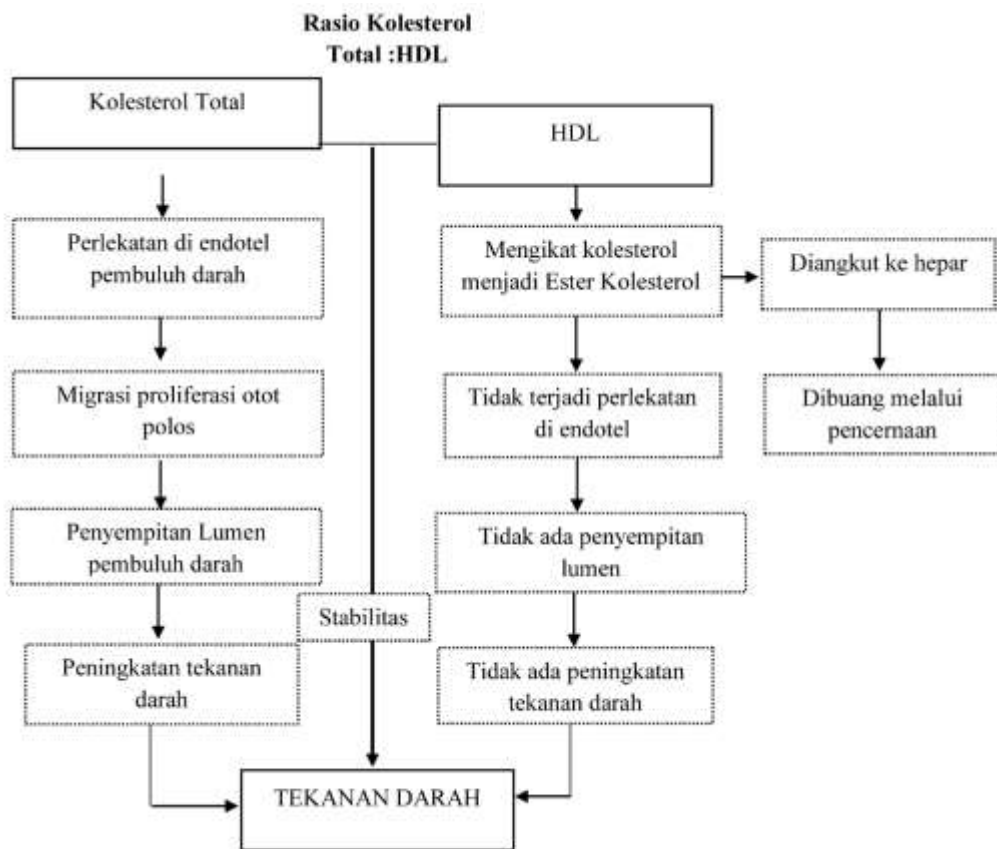 Rasio Kolesterol
Total :HDL
Kolesterol Total
HDL
Perlekatan di endotel
pembuluh darah
Mengikat kolesterol
menjadi Ester Kolesterol
Diangkut ke hepar
Migrasi proliferasi otot
polos
Tidak terjadi perlekatan
di endotel
Dibuang melalui
pencernaan
Penyempitan Lumen
pembuluh darah
Tidak ada penyempitan
lumen
Stabilitas
Peningkatan tekanan
darah
Tidak ada peningkatan
tekanan darah
TEKANAN DARAH